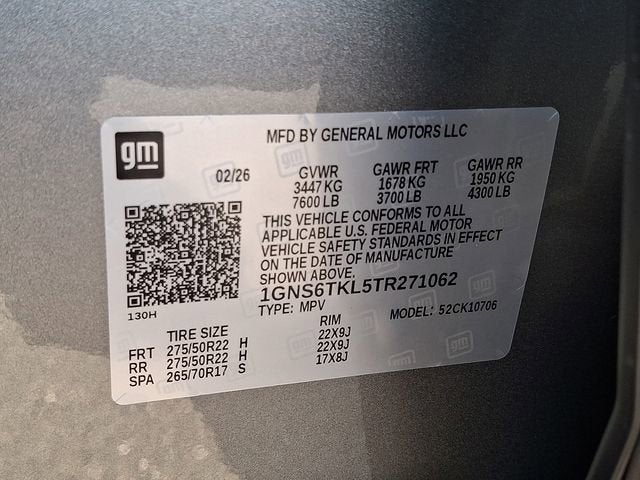 gm
MFD BY GENERAL MOTORS LLC
02/26
GVWR GAWR FRT GAWR RR
3447 KG 1678 KG 1950 KG
7600 LB 3700 LB 4300 LB
THIS VEHICLE CONFORMS TO ALL
APPLICABLE U.S. FEDERAL MOTOR
VEHICLE SAFETY STANDARDS IN EFFECT
ON THE DATE OF MANUFACTURE
SHOWN ABOVE.
1GNS6TKL5TR271062
TYPE: MPV MODEL: 52CK10706
130H
TIRE SIZE RIM
FRT 275/50R22 H 22X9J
RR 275/50R22 H 22X9J
SPA 265/70R17 S 17X8J